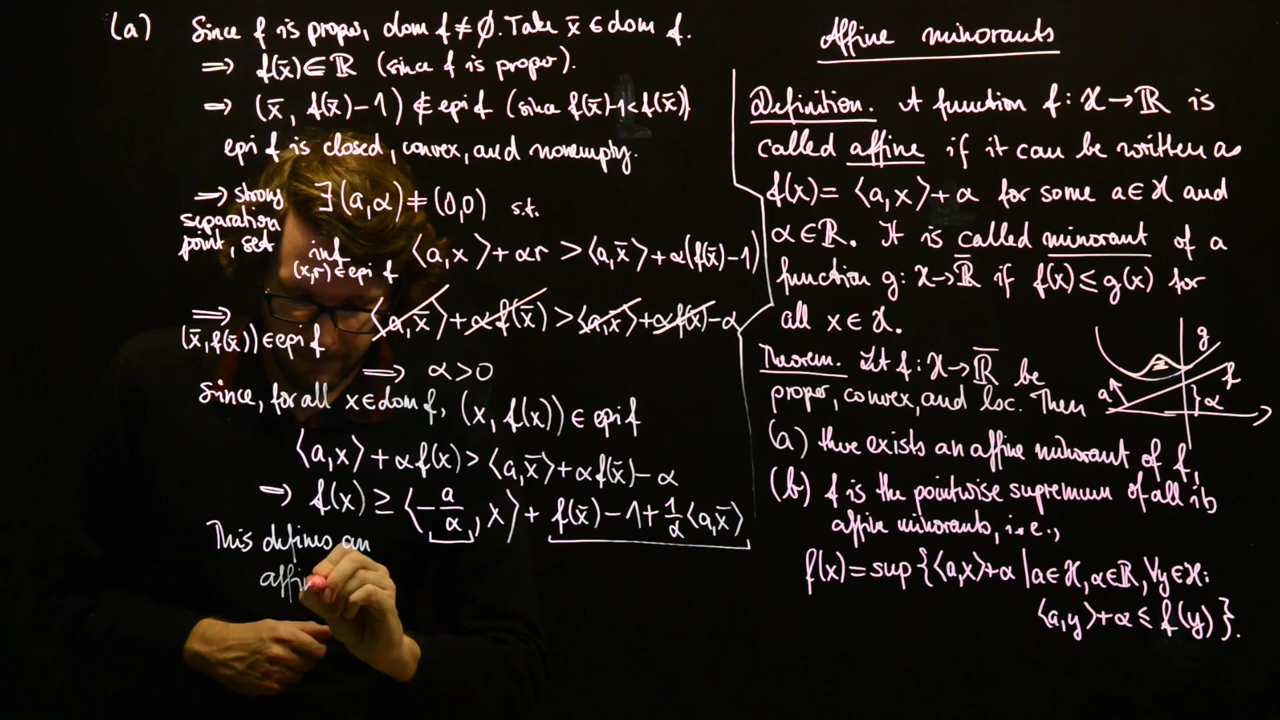 (a) Since f is proper, dom f ≠ ∅. Take x̄ ∈ dom f.
⟹ f(x̄) ∈ ℝ (since f is proper).
⟹ (x̄, f(x̄)-1) ∉ epi f (since f(x̄)-1 < f(x̄))
epi f is closed, convex, and nonempty.
⟹ strong separation point, set ∃(a,α) ≠ (0,0) s.t.
inf (x,r)∈epi f ⟨a,x⟩ + αr > ⟨a,x̄⟩ + α(f(x̄)-1)
⟹ (x̄,f(x̄))∈epi f ⟨a,x̄⟩ + αf(x̄) > ⟨a,x̄⟩ + αf(x̄) - α
⟹ α > 0
Since, for all x ∈ dom f, (x, f(x)) ∈ epi f
⟨a,x⟩ + αf(x) > ⟨a,x̄⟩ + αf(x̄) - α
⟹ f(x) ≥ ⟨-a/α, x⟩ + f(x̄) - 1 + 1/α ⟨a,x̄⟩
This defines an
affin
Affine minorants
Definition. A function f: X → ℝ is
called affine if it can be written as
f(x) = ⟨a,x⟩ + α for some a ∈ X and
α ∈ ℝ. It is called minorant of a
function g: X → ℝ̄ if f(x) ≤ g(x) for
all x ∈ X.
g
f
a
α
Theorem. Let f: X → ℝ̄ be
proper, convex, and lsc. Then
(a) there exists an affine minorant of f,
(b) f is the pointwise supremum of all its
affine minorants, i.e.,
f(x) = sup {⟨a,x⟩ + α | a ∈ X, α ∈ ℝ, ∀y ∈ X:
⟨a,y⟩ + α ≤ f(y)}.